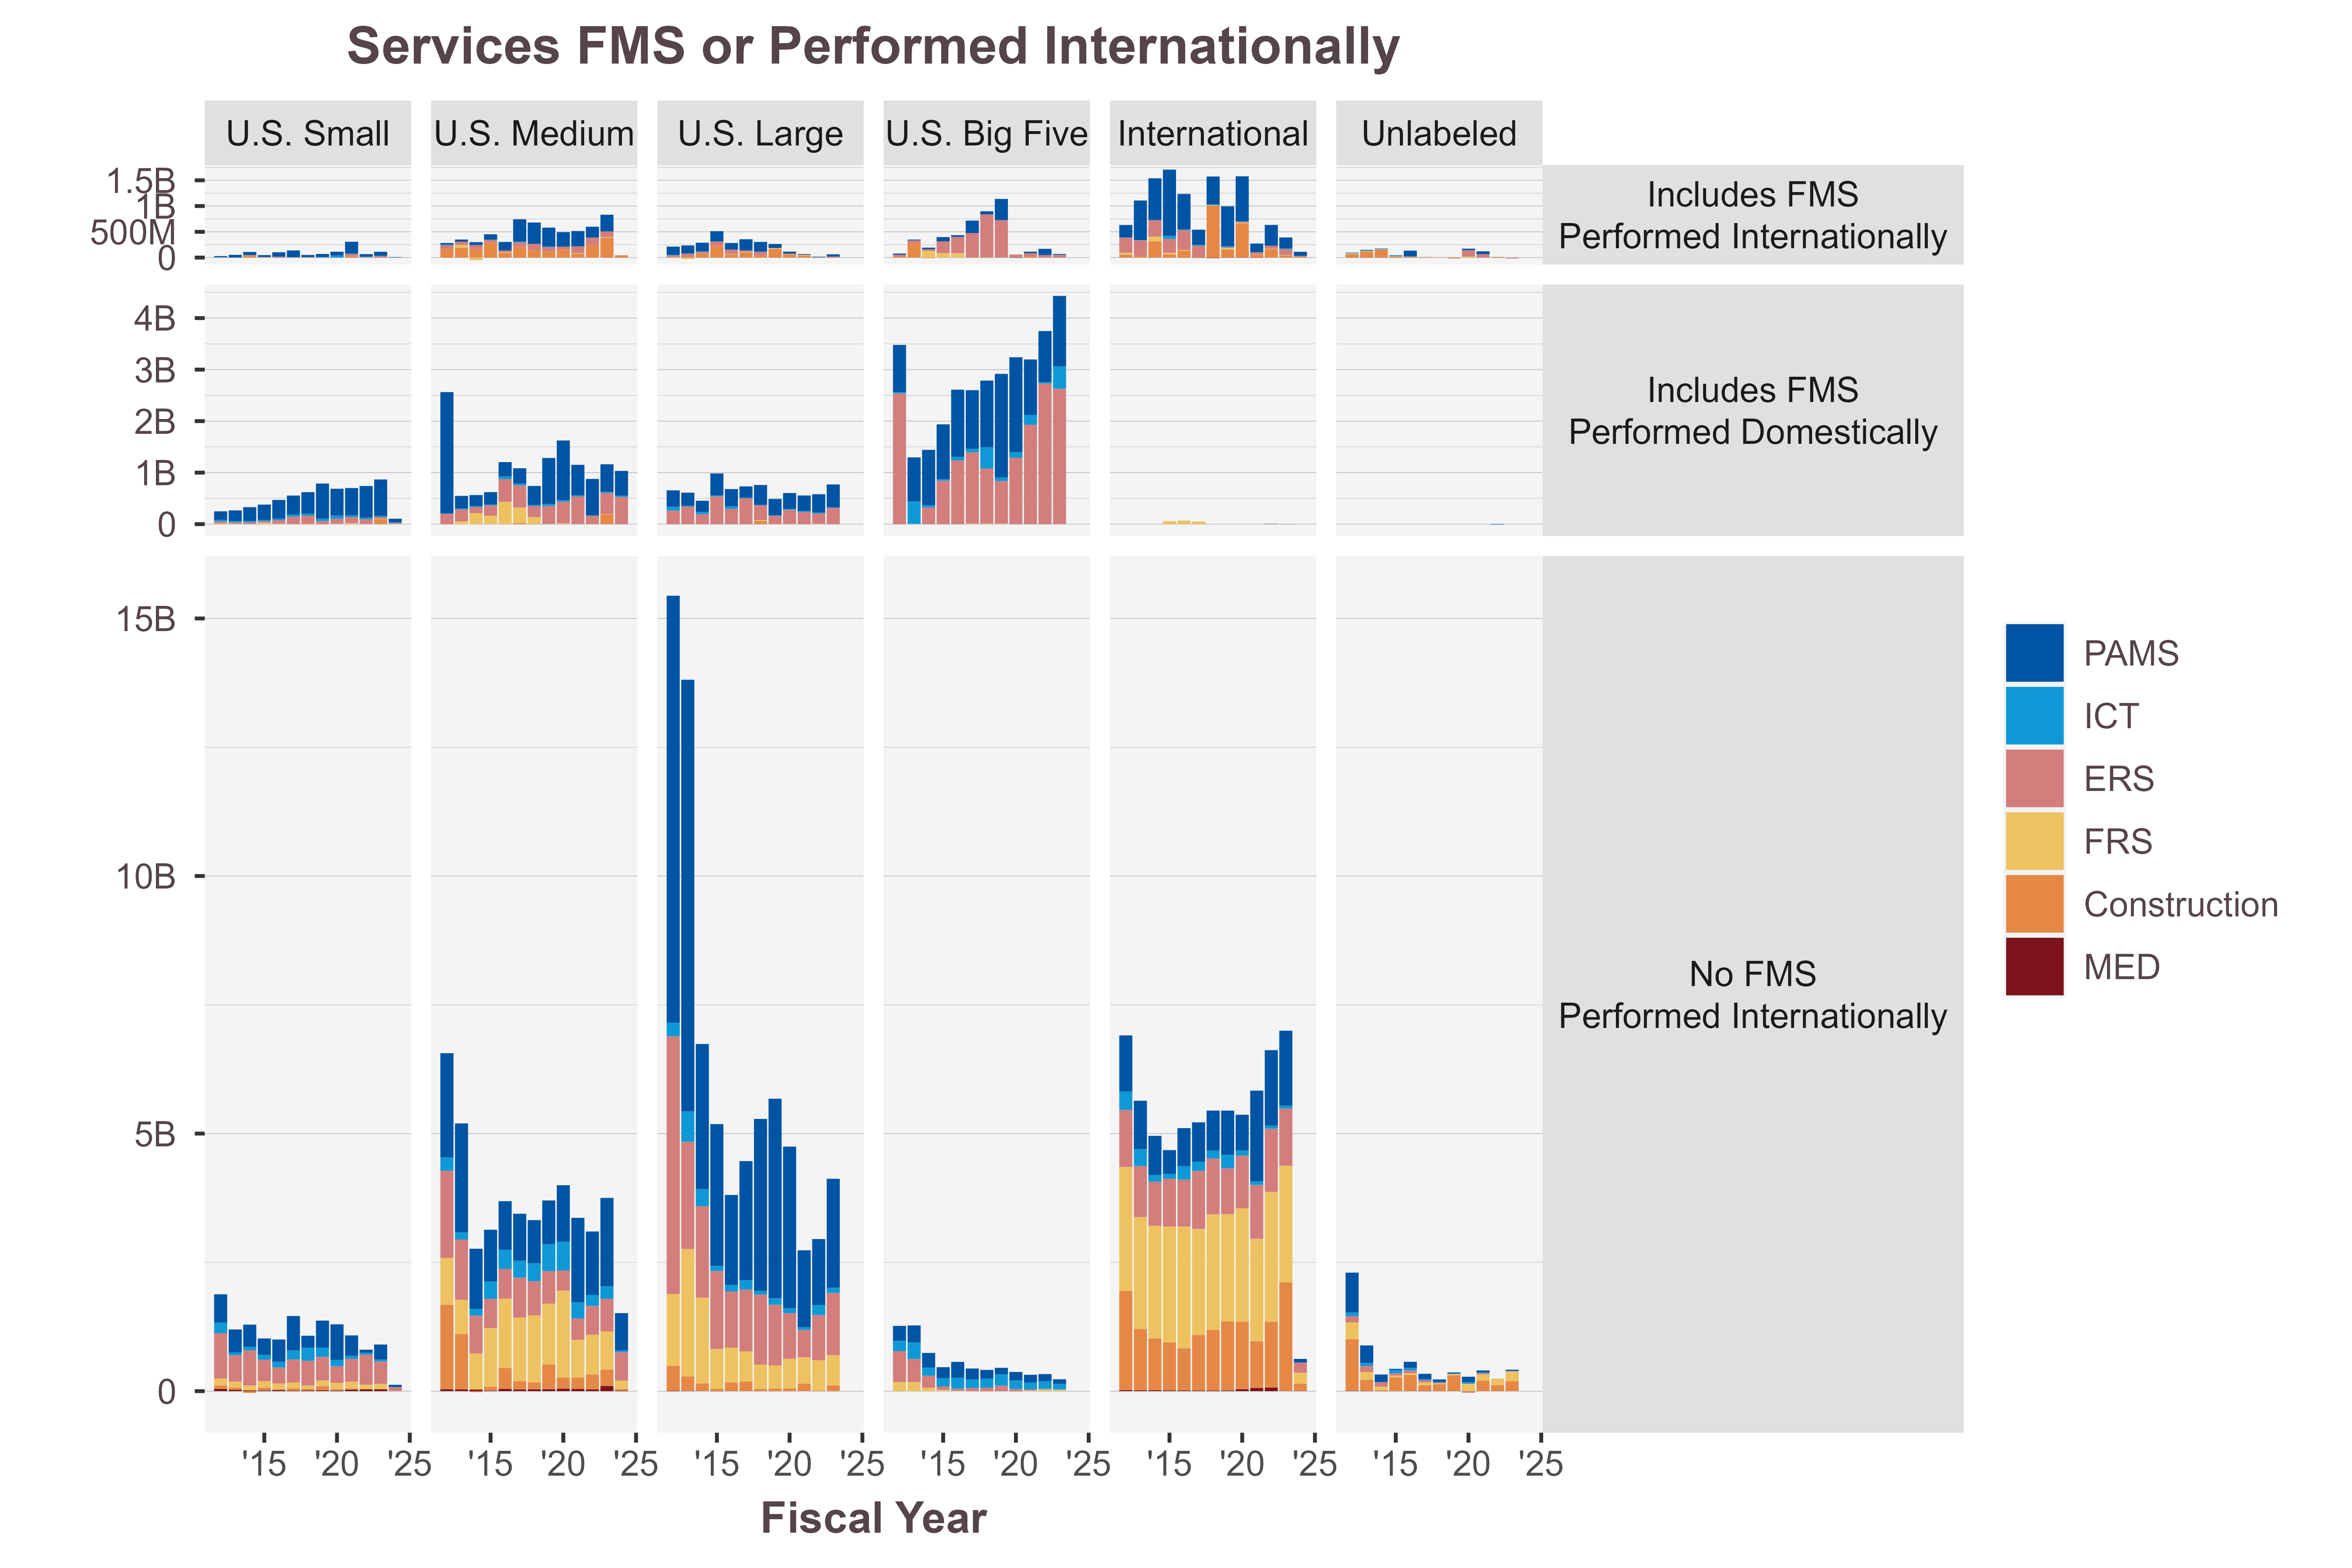 Services FMS or Performed Internationally
U.S. Small
U.S. Medium
U.S. Large
U.S. Big Five
International
Unlabeled
1.5B
1B
500M
0
Includes FMS
Performed Internationally
4B
3B
2B
1B
0
Includes FMS
Performed Domestically
15B
10B
5B
0
No FMS
Performed Internationally
PAMS
ICT
ERS
FRS
Construction
MED
'15 '20 '25
'15 '20 '25
'15 '20 '25
'15 '20 '25
'15 '20 '25
'15 '20 '25
Fiscal Year